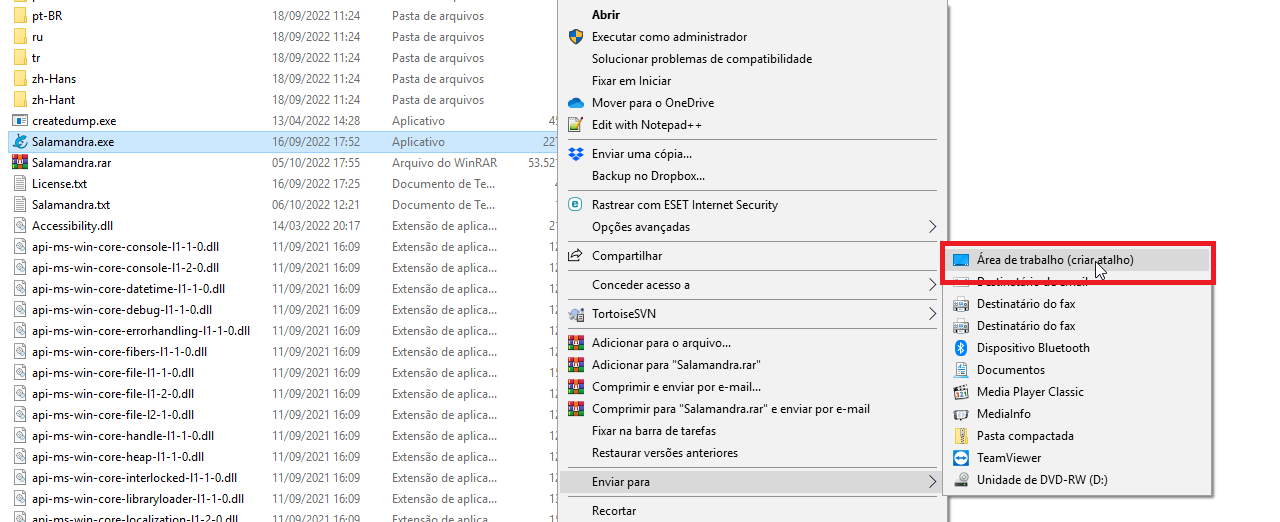 pt-BR 18/09/2022 11:24 Pasta de arquivos
ru 18/09/2022 11:24 Pasta de arquivos
tr 18/09/2022 11:24 Pasta de arquivos
zh-Hans 18/09/2022 11:24 Pasta de arquivos
zh-Hant 18/09/2022 11:24 Pasta de arquivos
createdump.exe 13/04/2022 14:28 Aplicativo
Salamandra.exe 16/09/2022 17:52 Aplicativo
Salamandra.rar 05/10/2022 17:55 Arquivo do WinRAR 53.521
License.txt 16/09/2022 17:25 Documento de Te...
Salamandra.txt 06/10/2022 12:21 Documento de Te...
Accessibility.dll 14/03/2022 20:17 Extensão de aplica...
api-ms-win-core-console-l1-1-0.dll 11/09/2021 16:09 Extensão de aplica...
api-ms-win-core-console-l1-2-0.dll 11/09/2021 16:09 Extensão de aplica...
api-ms-win-core-datetime-l1-1-0.dll 11/09/2021 16:09 Extensão de aplica...
api-ms-win-core-debug-l1-1-0.dll 11/09/2021 16:09 Extensão de aplica...
api-ms-win-core-errorhandling-l1-1-0.dll 11/09/2021 16:09 Extensão de aplica...
api-ms-win-core-fibers-l1-1-0.dll 11/09/2021 16:09 Extensão de aplica...
api-ms-win-core-file-l1-1-0.dll 11/09/2021 16:09 Extensão de aplica...
api-ms-win-core-file-l1-2-0.dll 11/09/2021 16:09 Extensão de aplica...
api-ms-win-core-file-l2-1-0.dll 11/09/2021 16:09 Extensão de aplica...
api-ms-win-core-handle-l1-1-0.dll 11/09/2021 16:09 Extensão de aplica...
api-ms-win-core-heap-l1-1-0.dll 11/09/2021 16:09 Extensão de aplica...
api-ms-win-core-interlocked-l1-1-0.dll 11/09/2021 16:09 Extensão de aplica...
api-ms-win-core-libraryloader-l1-1-0.dll 11/09/2021 16:09 Extensão de aplica...
api-ms-win-core-localization-l1-2-0.dll 11/09/2021 16:09 Extensão de aplica...
Abrir
Executar como administrador
Solucionar problemas de compatibilidade
Fixar em Iniciar
Mover para o OneDrive
Edit with Notepad++
Enviar uma cópia...
Backup no Dropbox...
Rastrear com ESET Internet Security
Opções avançadas
Compartilhar
Conceder acesso a
TortoiseSVN
Adicionar para o arquivo...
Adicionar para "Salamandra.rar"
Comprimir e enviar por e-mail...
Comprimir para "Salamandra.rar" e enviar por e-mail
Fixar na barra de tarefas
Restaurar versões anteriores
Enviar para
Recortar
Área de trabalho (criar atalho)
Destinatário de email
Destinatário do fax
Destinatário do fax
Dispositivo Bluetooth
Documentos
Media Player Classic
MediaInfo
Pasta compactada
TeamViewer
Unidade de DVD-RW (D:)